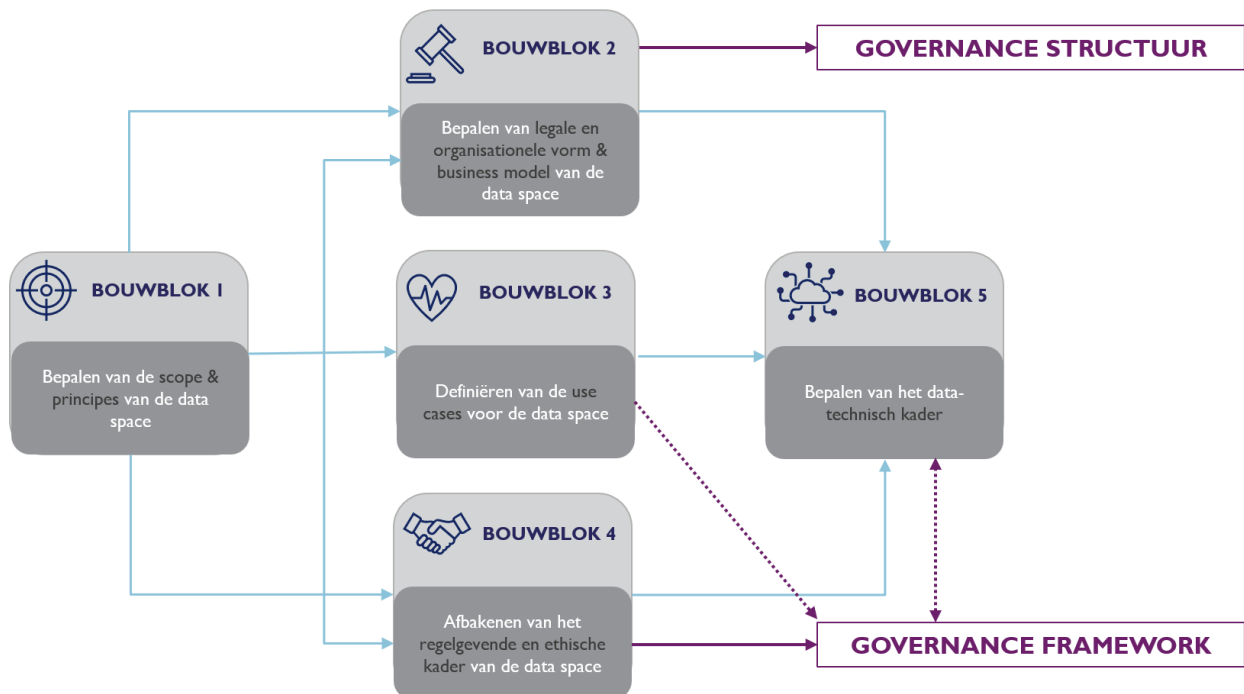 BOUWBLOK 2
Bepalen van legale en
organisationele vorm &
business model van de
data space
GOVERNANCE STRUCTUUR
BOUWBLOK 1
Bepalen van de scope &
principes van de data
space
BOUWBLOK 3
Definiëren van de use
cases voor de data space
BOUWBLOK 5
Bepalen van het data-
technisch kader
BOUWBLOK 4
Afbakenen van het
regelgevende en ethische
kader van de data space
GOVERNANCE FRAMEWORK